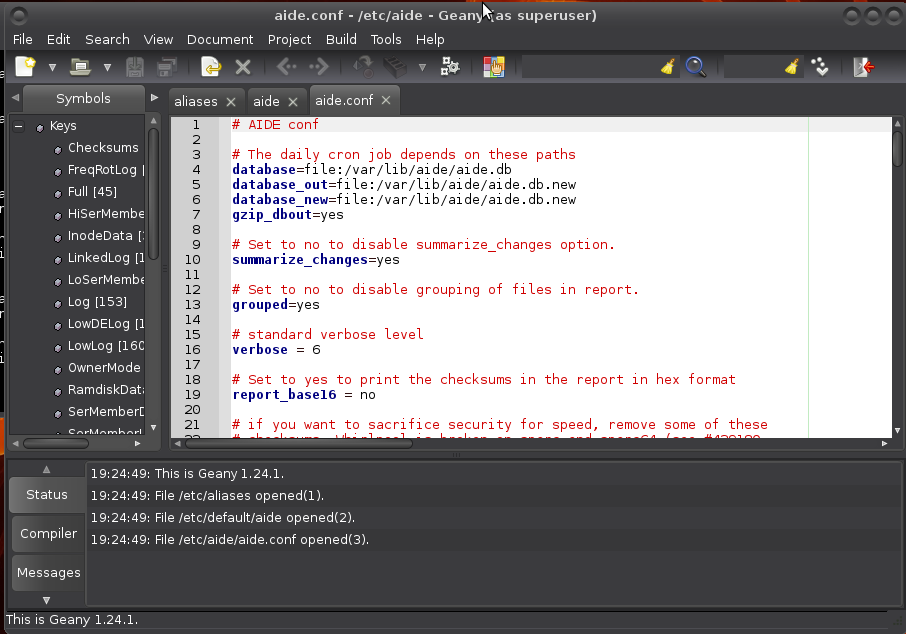 aide.conf - /etc/aide - Geany (as superuser)
File Edit Search View Document Project Build Tools Help
Symbols
aliases aide aide.conf
Keys
Checksums
FreqRotLog [
Full [45]
HiSerMembe
InodeData [
LinkedLog [1
LoSerMembe
Log [153]
LowDELog [1
LowLog [160
OwnerMode
RamdiskData
SerMemberD
1 # AIDE conf
2
3 # The daily cron job depends on these paths
4 database=file:/var/lib/aide/aide.db
5 database_out=file:/var/lib/aide/aide.db.new
6 database_new=file:/var/lib/aide/aide.db.new
7 gzip_dbout=yes
8
9 # Set to no to disable summarize_changes option.
10 summarize_changes=yes
11
12 # Set to no to disable grouping of files in report.
13 grouped=yes
14
15 # standard verbose level
16 verbose = 6
17
18 # Set to yes to print the checksums in the report in hex format
19 report_base16 = no
20
21 # if you want to sacrifice security for speed, remove some of these
Status
Compiler
Messages
19:24:49: This is Geany 1.24.1.
19:24:49: File /etc/aliases opened(1).
19:24:49: File /etc/default/aide opened(2).
19:24:49: File /etc/aide/aide.conf opened(3).
This is Geany 1.24.1.